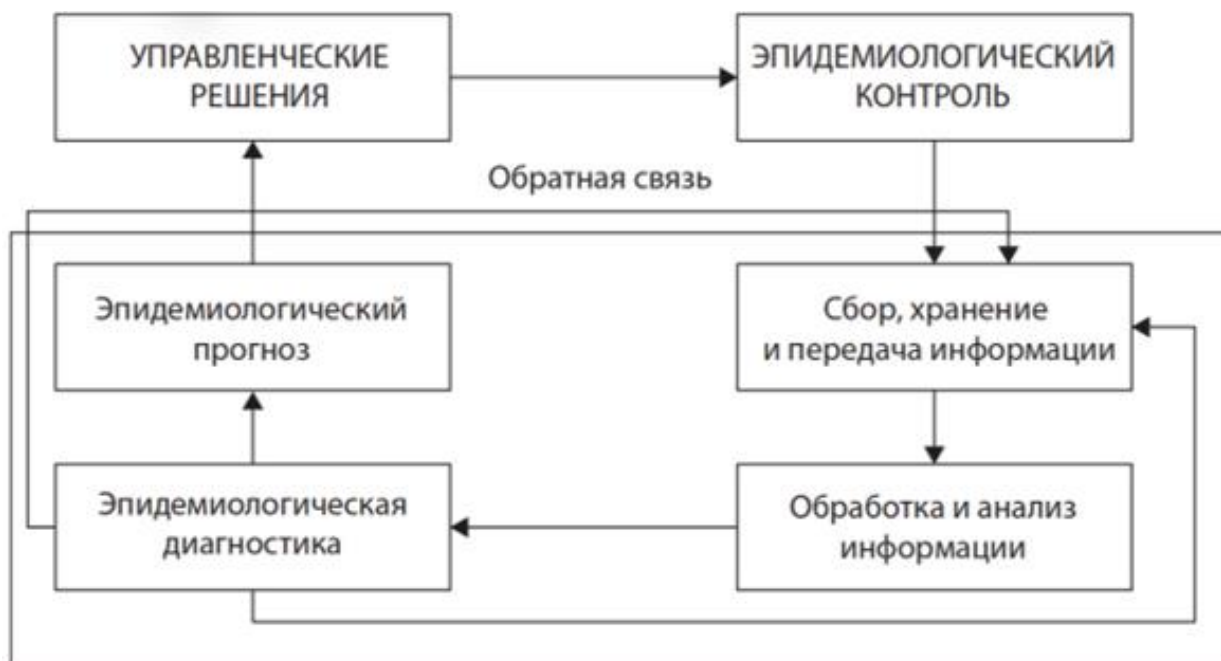 УПРАВЛЕНЧЕСКИЕ
РЕШЕНИЯ
ЭПИДЕМИОЛОГИЧЕСКИЙ
КОНТРОЛЬ
Обратная связь
Эпидемиологический
прогноз
Сбор, хранение
и передача информации
Эпидемиологическая
диагностика
Обработка и анализ
информации